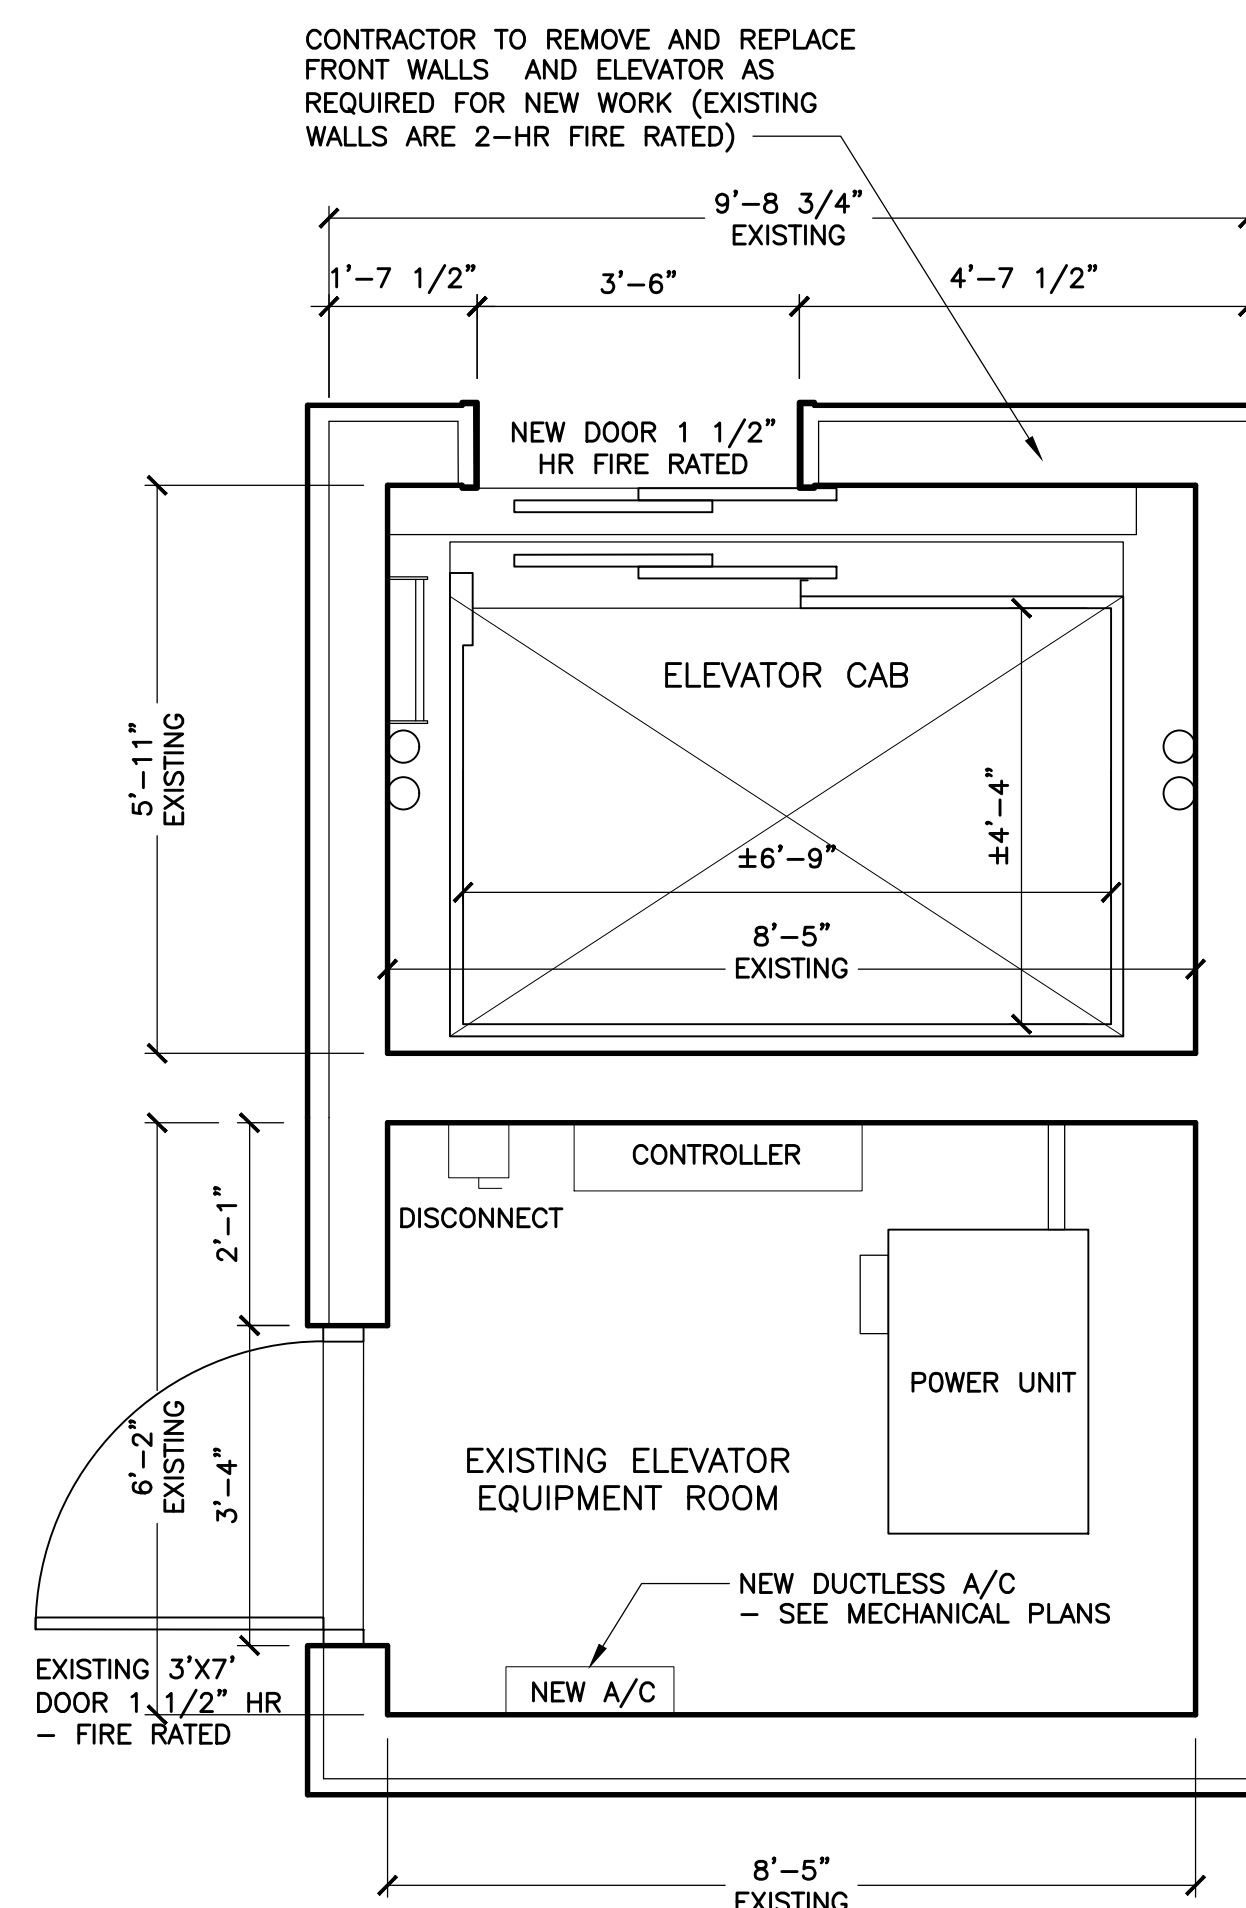 CONTRACTOR TO REMOVE AND REPLACE
FRONT WALLS AND ELEVATOR AS
REQUIRED FOR NEW WORK (EXISTING
WALLS ARE 2-HR FIRE RATED)
9'-8 3/4"
EXISTING
1'-7 1/2"
3'-6"
4'-7 1/2"
NEW DOOR 1 1/2"
HR FIRE RATED
ELEVATOR CAB
5'-11"
EXISTING
±4'-4"
±6'-9"
8'-5"
EXISTING
CONTROLLER
DISCONNECT
2'-1"
POWER UNIT
6'-2"
EXISTING
3'-4"
EXISTING ELEVATOR
EQUIPMENT ROOM
NEW DUCTLESS A/C
- SEE MECHANICAL PLANS
NEW A/C
EXISTING 3'X7'
DOOR 1 1/2" HR
- FIRE RATED
8'-5"
EXISTING